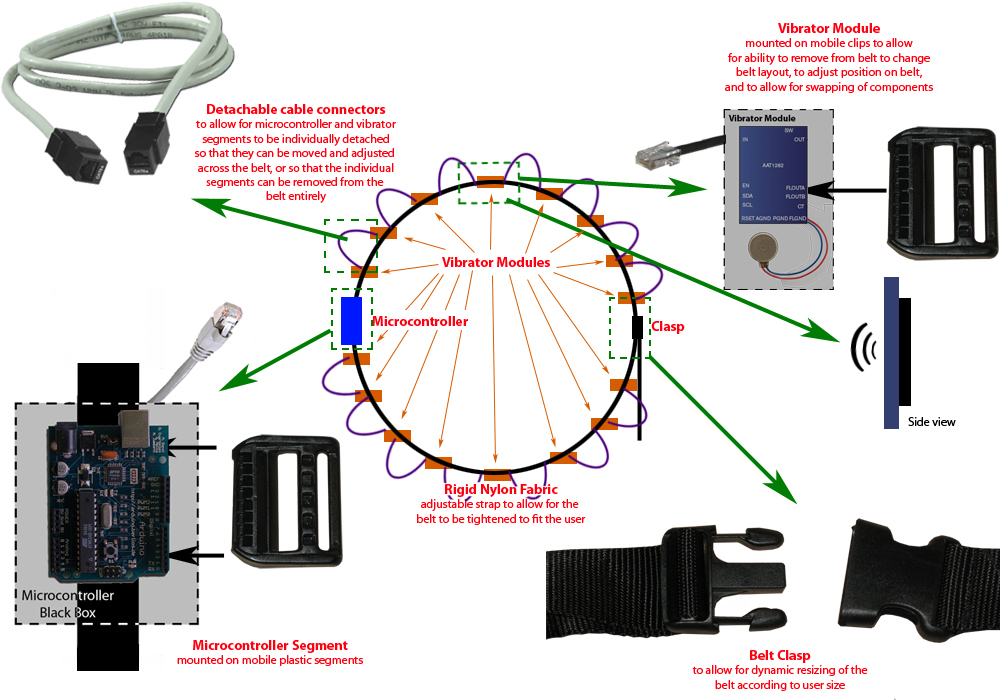 Vibrator Module
mounted on mobile clips to allow
for ability to remove from belt to change
belt layout, to adjust position on belt,
and to allow for swapping of components
Detachable cable connectors
to allow for microcontroller and vibrator
segments to be individually detached
so that they can be moved and adjusted
across the belt, or so that the individual
segments can be removed from the
belt entirely
Vibrator Module
SW
IN
OUT
AAT1282
EN
FLOUTA
SDA
FLOUTB
SCL
CT
RSET AGND PGND FLGND
Vibrator Modules
Microcontroller
Clasp
Side view
Rigid Nylon Fabric
adjustable strap to allow for the
belt to be tightened to fit the user
Arduino
Microcontroller
Black Box
Microcontroller Segment
mounted on mobile plastic segments
Belt Clasp
to allow for dynamic resizing of the
belt according to user size